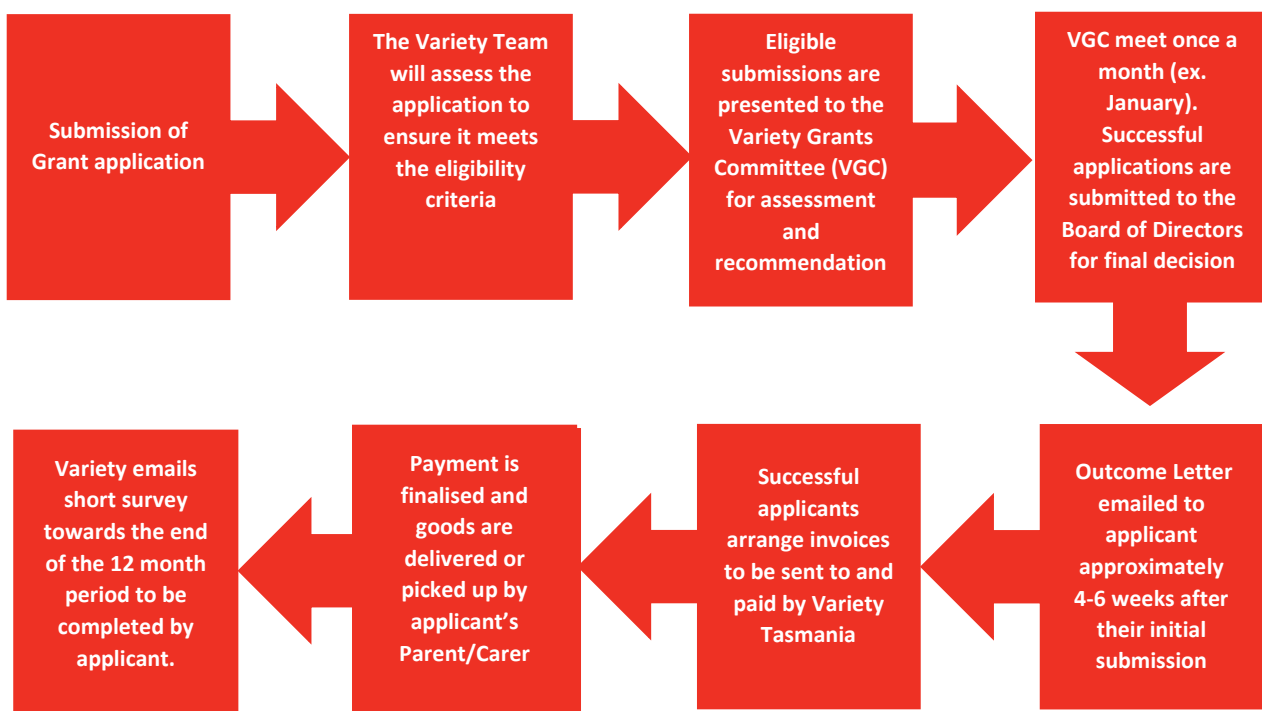 Submission of
Grant application
The Variety Team
will assess the
application to
ensure it meets
the eligibility
criteria
Eligible
submissions are
presented to the
Variety Grants
Committee (VGC)
for assessment
and
recommendation
VGC meet once a
month (ex.
January).
Successful
applications are
submitted to the
Board of Directors
for final decision
Outcome Letter
emailed to
applicant
approximately
4-6 weeks after
their initial
submission
Successful
applicants
arrange invoices
to be sent to and
paid by Variety
Tasmania
Payment is
finalised and
goods are
delivered or
picked up by
applicant’s
Parent/Carer
Variety emails
short survey
towards the end
of the 12 month
period to be
completed by
applicant.